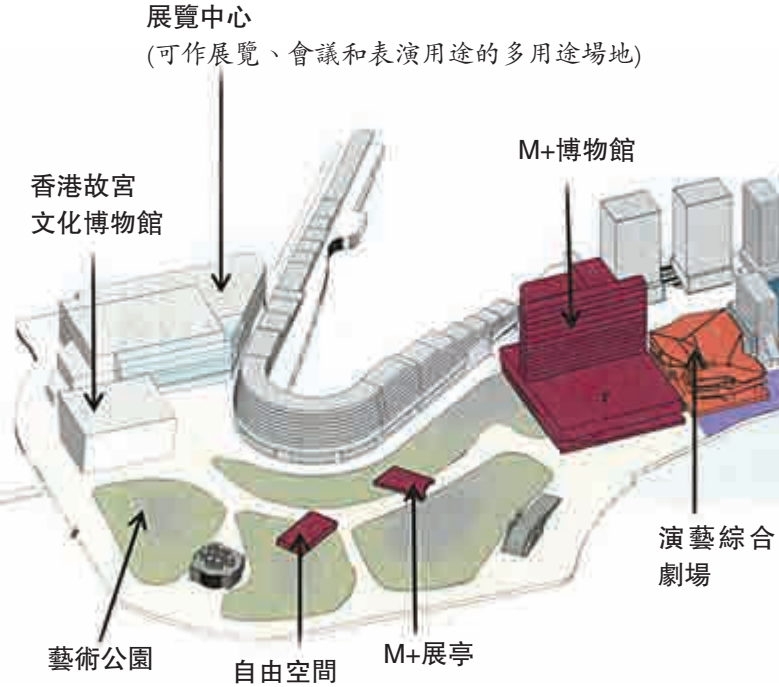 展覽中心
(可作展覽、會議和表演用途的多用途場地)
M+博物館
香港故宮
文化博物館
演藝綜合
劇場
藝術公園
自由空間
M+展亭